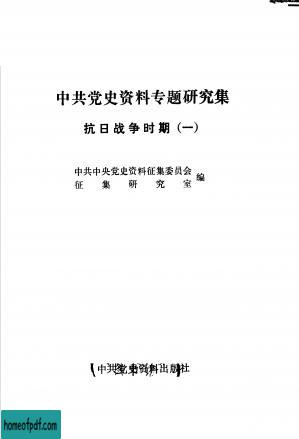 中共党史资料专题研究集
抗日战争时期(一)
中共中央党史资料征集委员会
征集研究室 编
中共党史资料出版社
homeofpdf.com